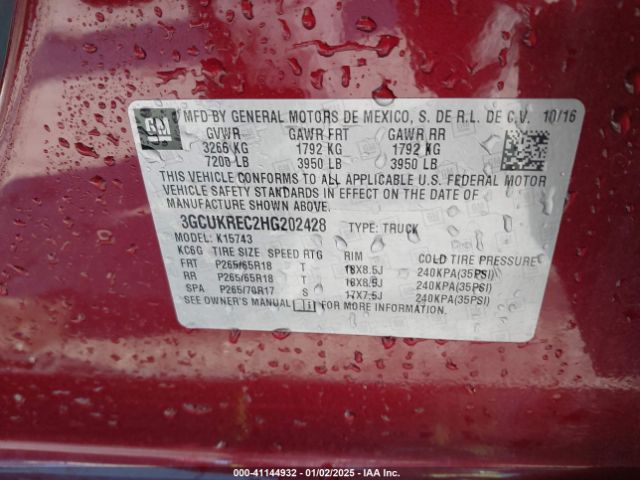 GM MFD BY GENERAL MOTORS DE MEXICO, S. DE R.L. DE C.V. 10/16
GVWR GAWR FRT GAWR RR
3266 KG 1792 KG 1792 KG
7200 LB 3950 LB 3950 LB
THIS VEHICLE CONFORMS TO ALL APPLICABLE U.S. FEDERAL MOTOR
VEHICLE SAFETY STANDARDS IN EFFECT ON THE DATE OF
MANUFACTURE SHOWN ABOVE.
3GCUKREC2HG202428 TYPE: TRUCK
MODEL: K15743
KC6G TIRE SIZE SPEED RTG RIM COLD TIRE PRESSURE
FRT P265/65R18 T 18X8.5J 240KPA(35PSI)
RR P265/65R18 T 18X8.5J 240KPA(35PSI)
SPA P265/70R17 S 17X7.5J 240KPA(35PSI)
SEE OWNER'S MANUAL FOR MORE INFORMATION.
000-41144932 - 01/02/2025 - IAA Inc.